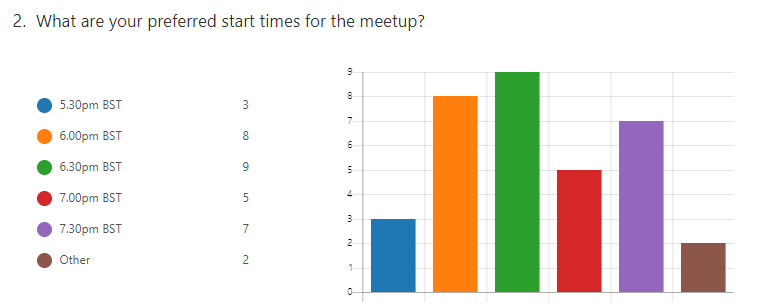 2. What are your preferred start times for the meetup?
5.30pm BST 3
6.00pm BST 8
6.30pm BST 9
7.00pm BST 5
7.30pm BST 7
Other 2
9
8
7
6
5
4
3
2
1
0